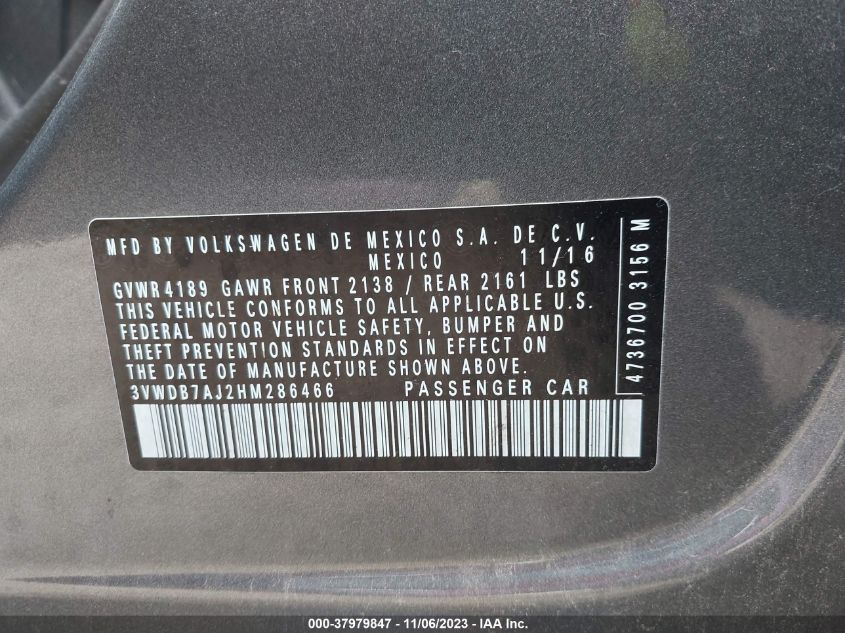 MFD BY VOLKSWAGEN DE MEXICO S.A. DE C.V.
MEXICO 11/16
GVWR 4189 GAWR FRONT 2138 / REAR 2161 LBS
THIS VEHICLE CONFORMS TO ALL APPLICABLE U.S.
FEDERAL MOTOR VEHICLE SAFETY, BUMPER AND
THEFT PREVENTION STANDARDS IN EFFECT ON
THE DATE OF MANUFACTURE SHOWN ABOVE.
3VWDB7AJ2HM286466 PASSENGER CAR
4736700 3156 M
000-37979847 - 11/06/2023 - © IAA Inc.